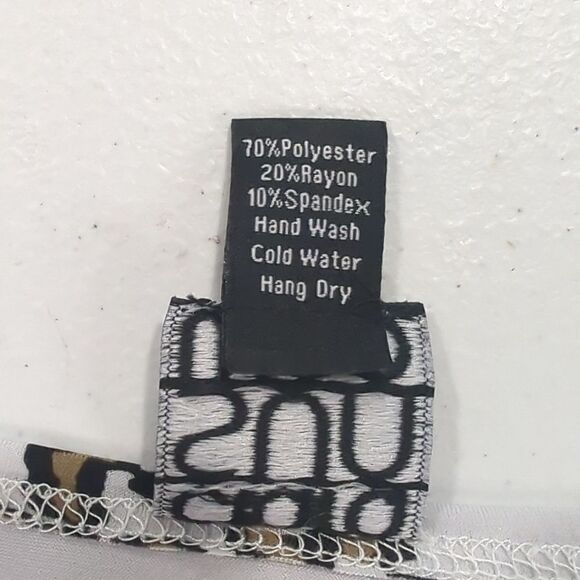 70%Polyester
20%Rayon
10%Spandex
Hand Wash
Cold Water
Hang Dry